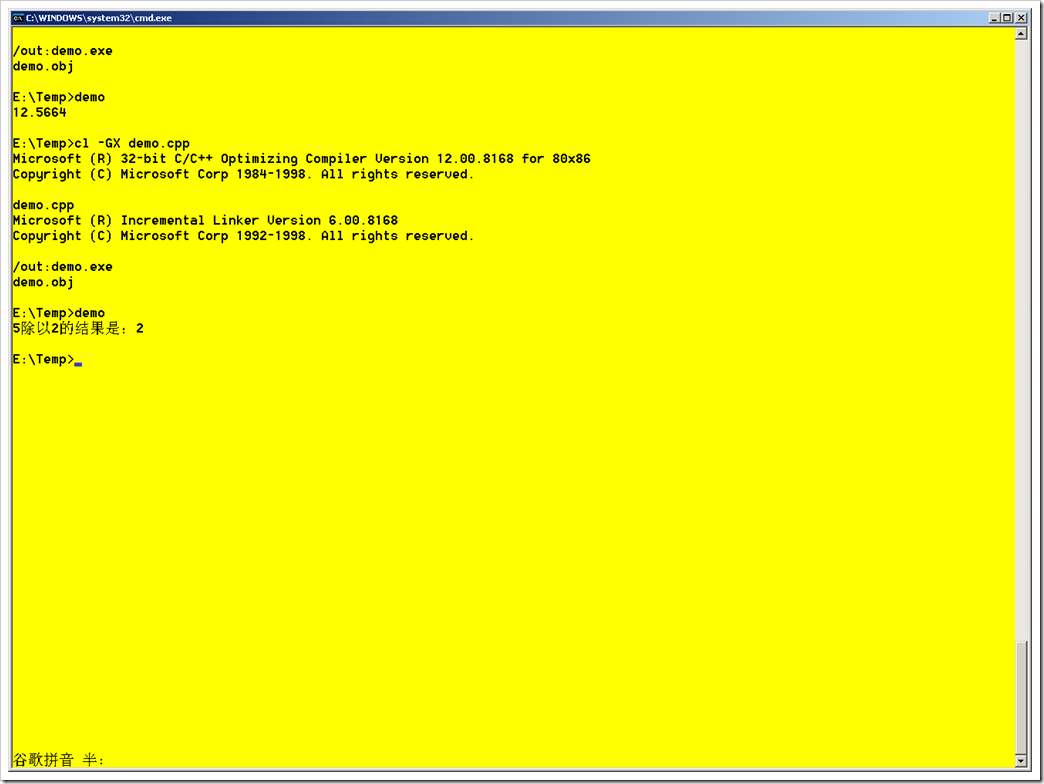 C:\WINDOWS\system32\cmd.exe
/out:demo.exe
demo.obj
E:\Temp>demo
12.5664
E:\Temp>cl -GX demo.cpp
Microsoft (R) 32-bit C/C++ Optimizing Compiler Version 12.00.8168 for 80x86
Copyright (C) Microsoft Corp 1984-1998. All rights reserved.
demo.cpp
Microsoft (R) Incremental Linker Version 6.00.8168
Copyright (C) Microsoft Corp 1992-1998. All rights reserved.
/out:demo.exe
demo.obj
E:\Temp>demo
5除以2的结果是：2
E:\Temp>_
谷歌拼音 半: